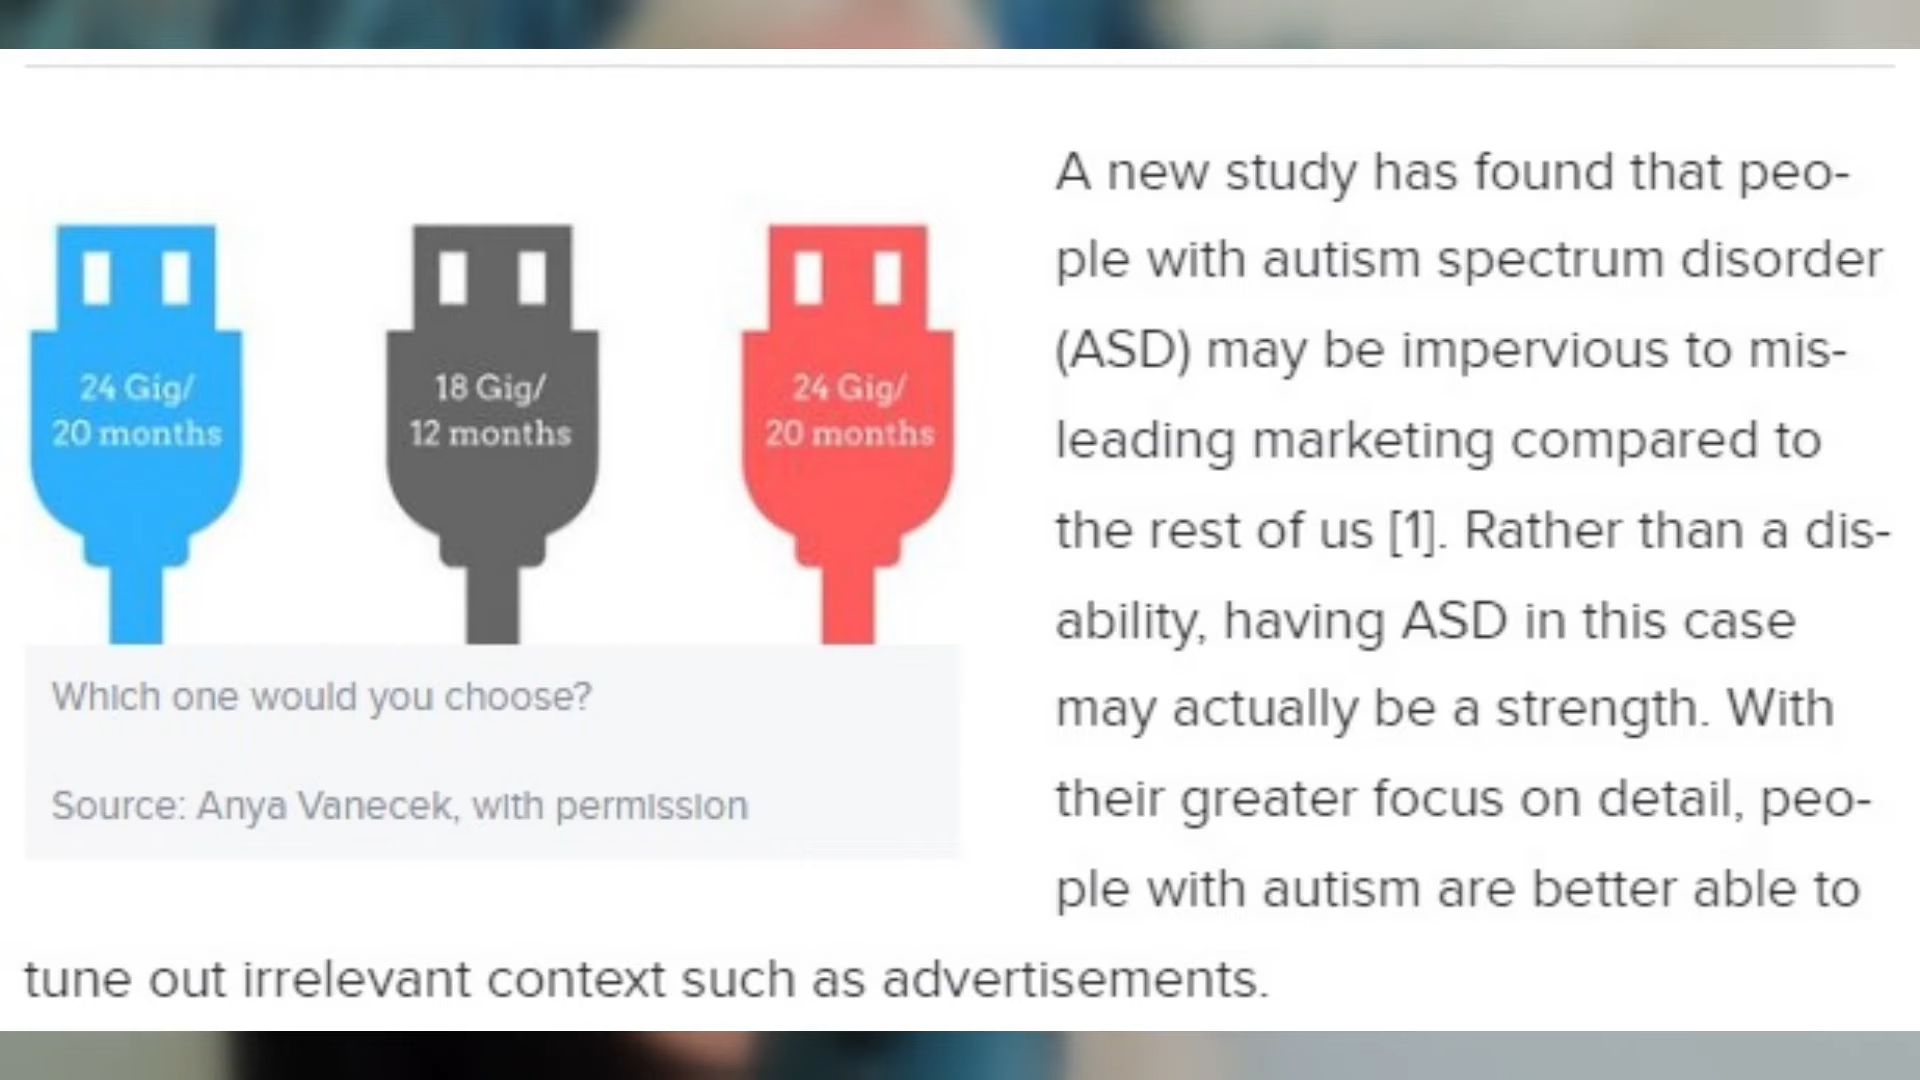 24 Gig/
20 months
18 Gig/
12 months
24 Gig/
20 months
Which one would you choose?
Source: Anya Vanecek, with permission
A new study has found that peo-
ple with autism spectrum disorder
(ASD) may be impervious to mis-
leading marketing compared to
the rest of us [1]. Rather than a dis-
ability, having ASD in this case
may actually be a strength. With
their greater focus on detail, peo-
ple with autism are better able to
tune out irrelevant context such as advertisements.